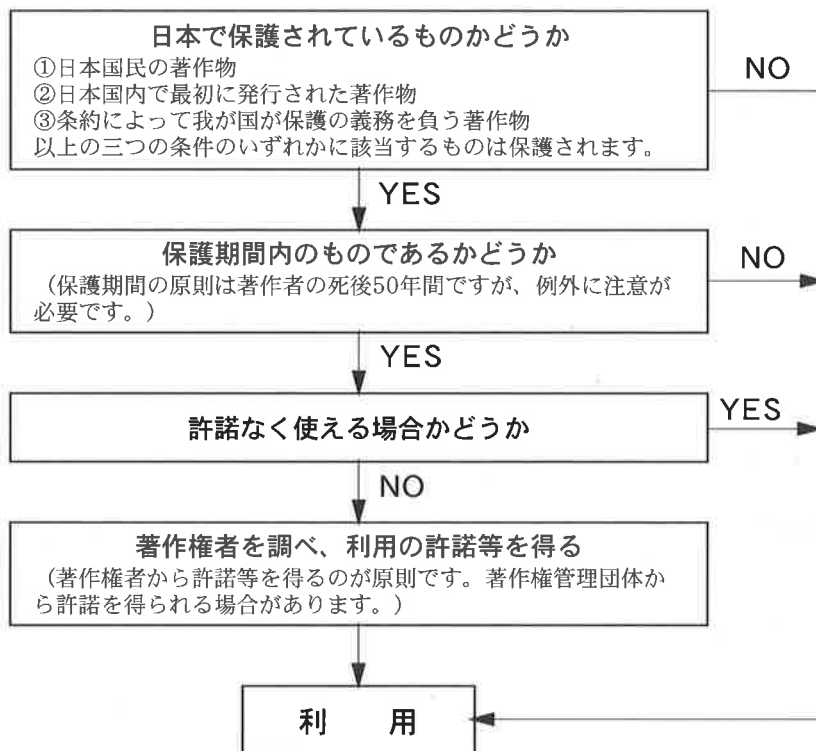 日本で保護されているものかどうか
①日本国民の著作物
②日本国内で最初に発行された著作物
③条約によって我が国が保護の義務を負う著作物
以上の三つの条件のいずれかに該当するものは保護されます。
NO
YES
保護期間内のものであるかどうか
(保護期間の原則は著作者の死後50年間ですが、例外に注意が
必要です。)
NO
YES
許諾なく使える場合かどうか
YES
NO
著作権者を調べ、利用の許諾等を得る
(著作権者から許諾等を得るのが原則です。著作権管理団体か
ら許諾を得られる場合があります。)
利　用